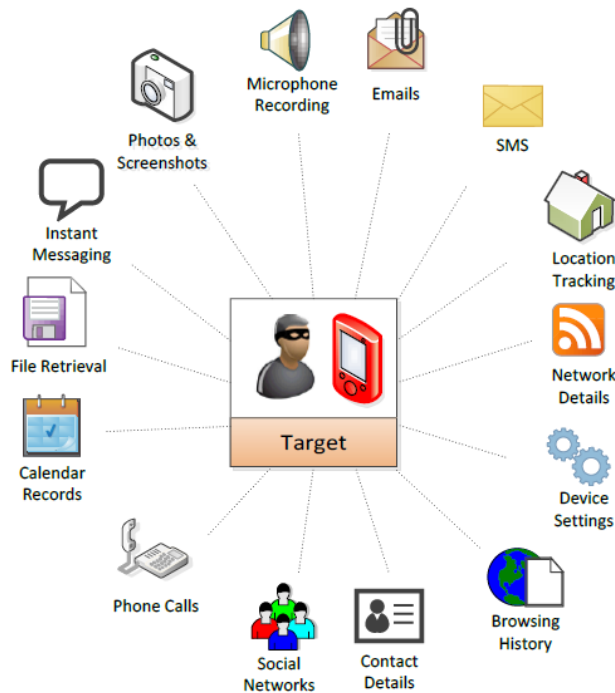 Microphone
Recording
Emails
SMS
Photos &
Screenshots
Instant
Messaging
Location
Tracking
File Retrieval
Network
Details
Target
Calendar
Records
Device
Settings
Phone Calls
Browsing
History
Social
Networks
Contact
Details